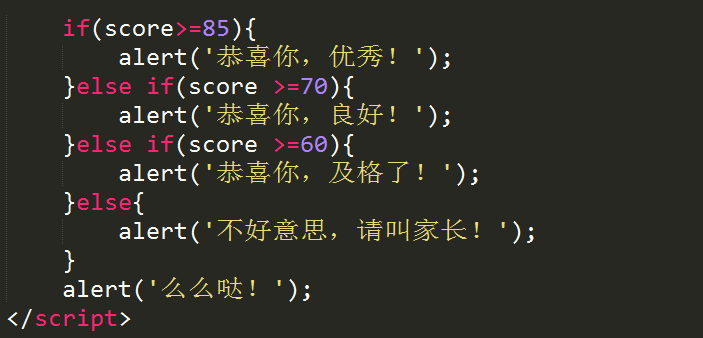 if(score>=85){
alert('恭喜你，优秀！');
}else if(score >=70){
alert('恭喜你，良好！');
}else if(score >=60){
alert('恭喜你，及格了！');
}else{
alert('不好意思，请叫家长！');
}
alert('么么哒！');
</script>